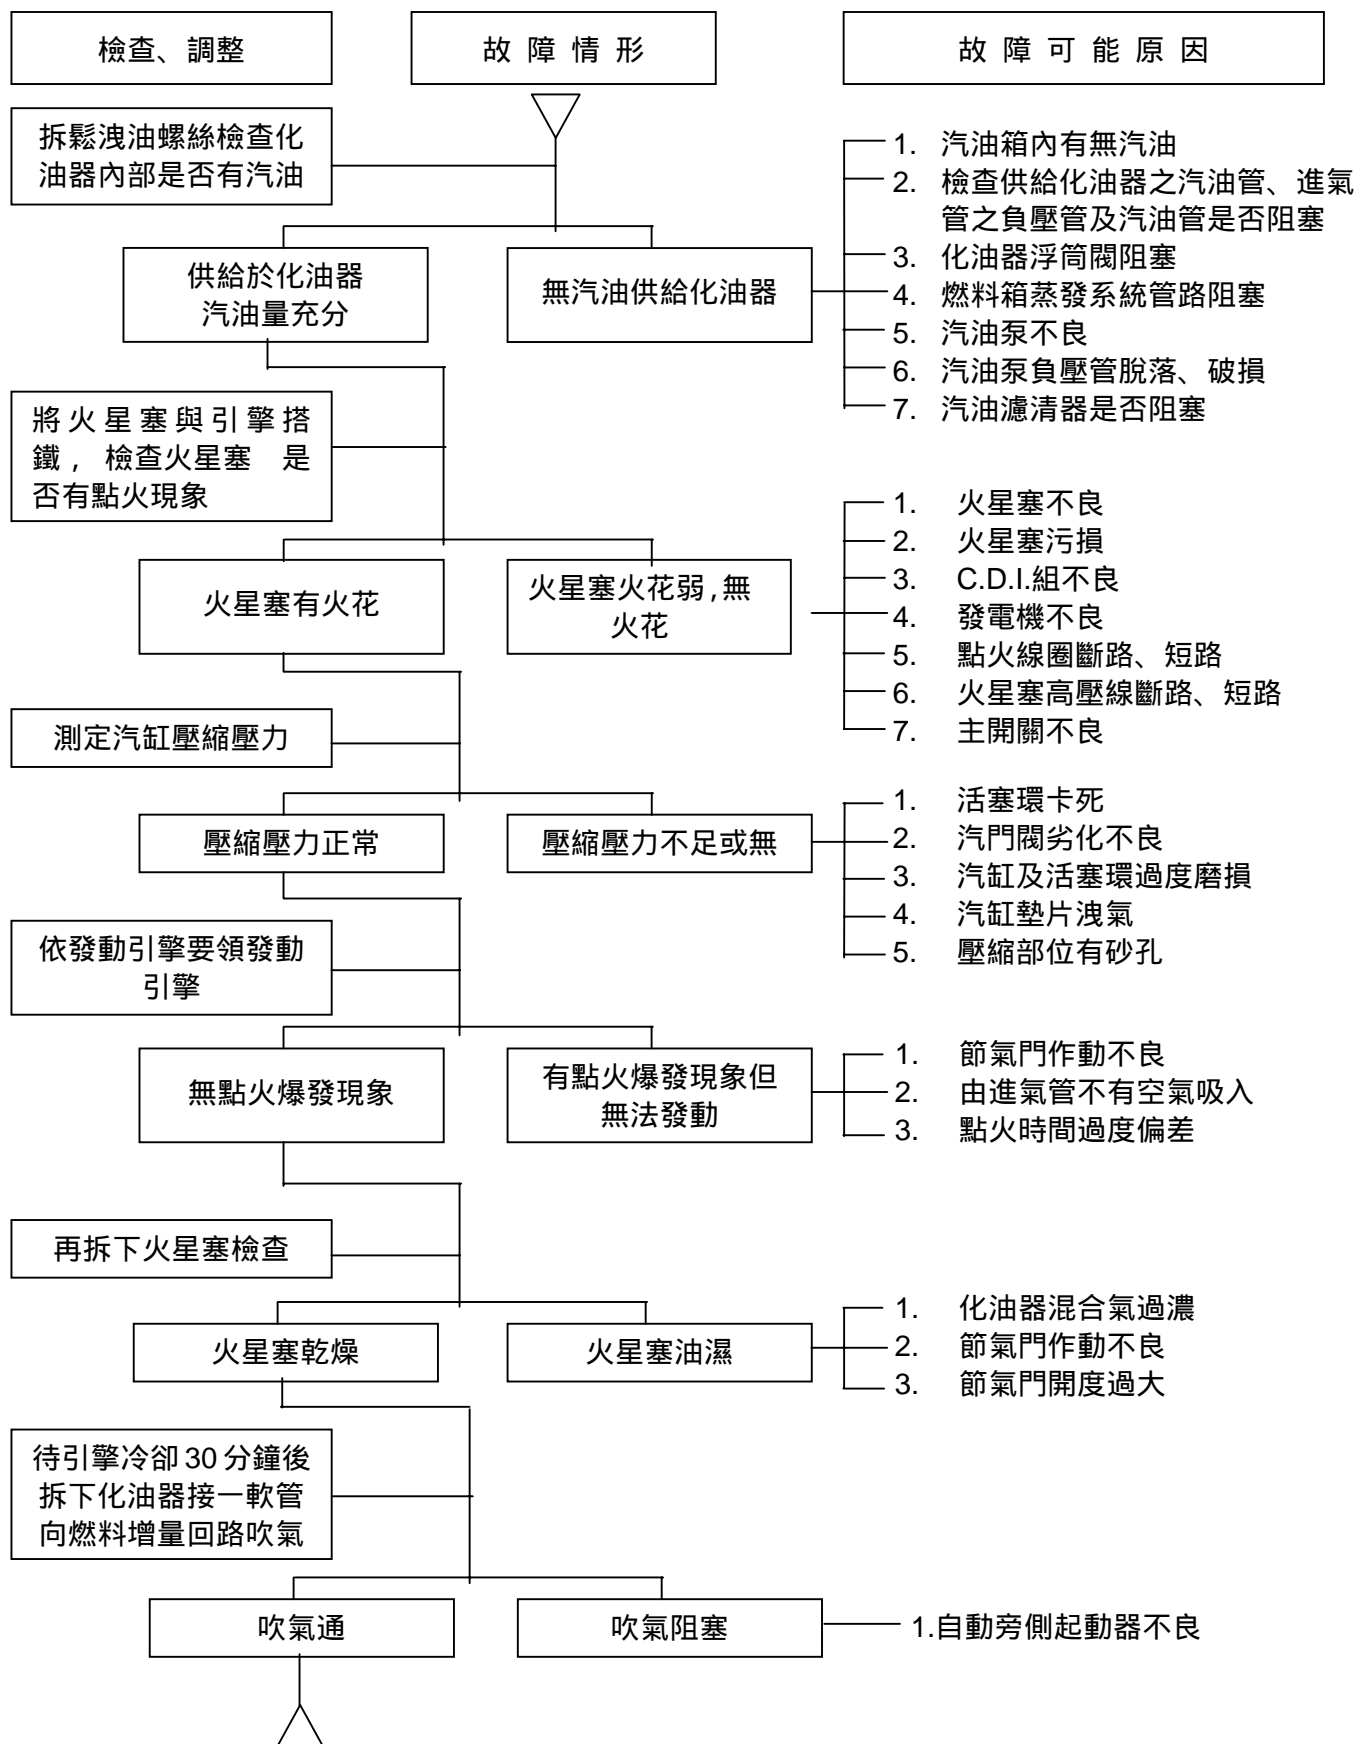 檢查、調整
故 障 情 形
故 障 可 能 原 因
拆鬆洩油螺絲檢查化
油器內部是否有汽油
供給於化油器
汽油量充分
無汽油供給化油器
1. 汽油箱內有無汽油
2. 檢查供給化油器之汽油管、進氣
管之負壓管及汽油管是否阻塞
3. 化油器浮筒閥阻塞
4. 燃料箱蒸發系統管路阻塞
5. 汽油泵不良
6. 汽油泵負壓管脫落、破損
7. 汽油濾清器是否阻塞
將火星塞與引擎搭
鐵, 檢查火星塞 是
否有點火現象
火星塞有火花
火星塞火花弱,無
火花
1. 火星塞不良
2. 火星塞污損
3. C.D.I.組不良
4. 發電機不良
5. 點火線圈斷路、短路
6. 火星塞高壓線斷路、短路
7. 主開關不良
測定汽缸壓縮壓力
壓縮壓力正常
壓縮壓力不足或無
1. 活塞環卡死
2. 汽門閥劣化不良
3. 汽缸及活塞環過度磨損
4. 汽缸墊片洩氣
5. 壓縮部位有砂孔
依發動引擎要領發動
引擎
無點火爆發現象
有點火爆發現象但
無法發動
1. 節氣門作動不良
2. 由進氣管不有空氣吸入
3. 點火時間過度偏差
再拆下火星塞檢查
火星塞乾燥
火星塞油濕
1. 化油器混合氣過濃
2. 節氣門作動不良
3. 節氣門開度過大
待引擎冷卻30分鐘後
拆下化油器接一軟管
向燃料增量回路吹氣
吹氣通
吹氣阻塞
1.自動旁側起動器不良